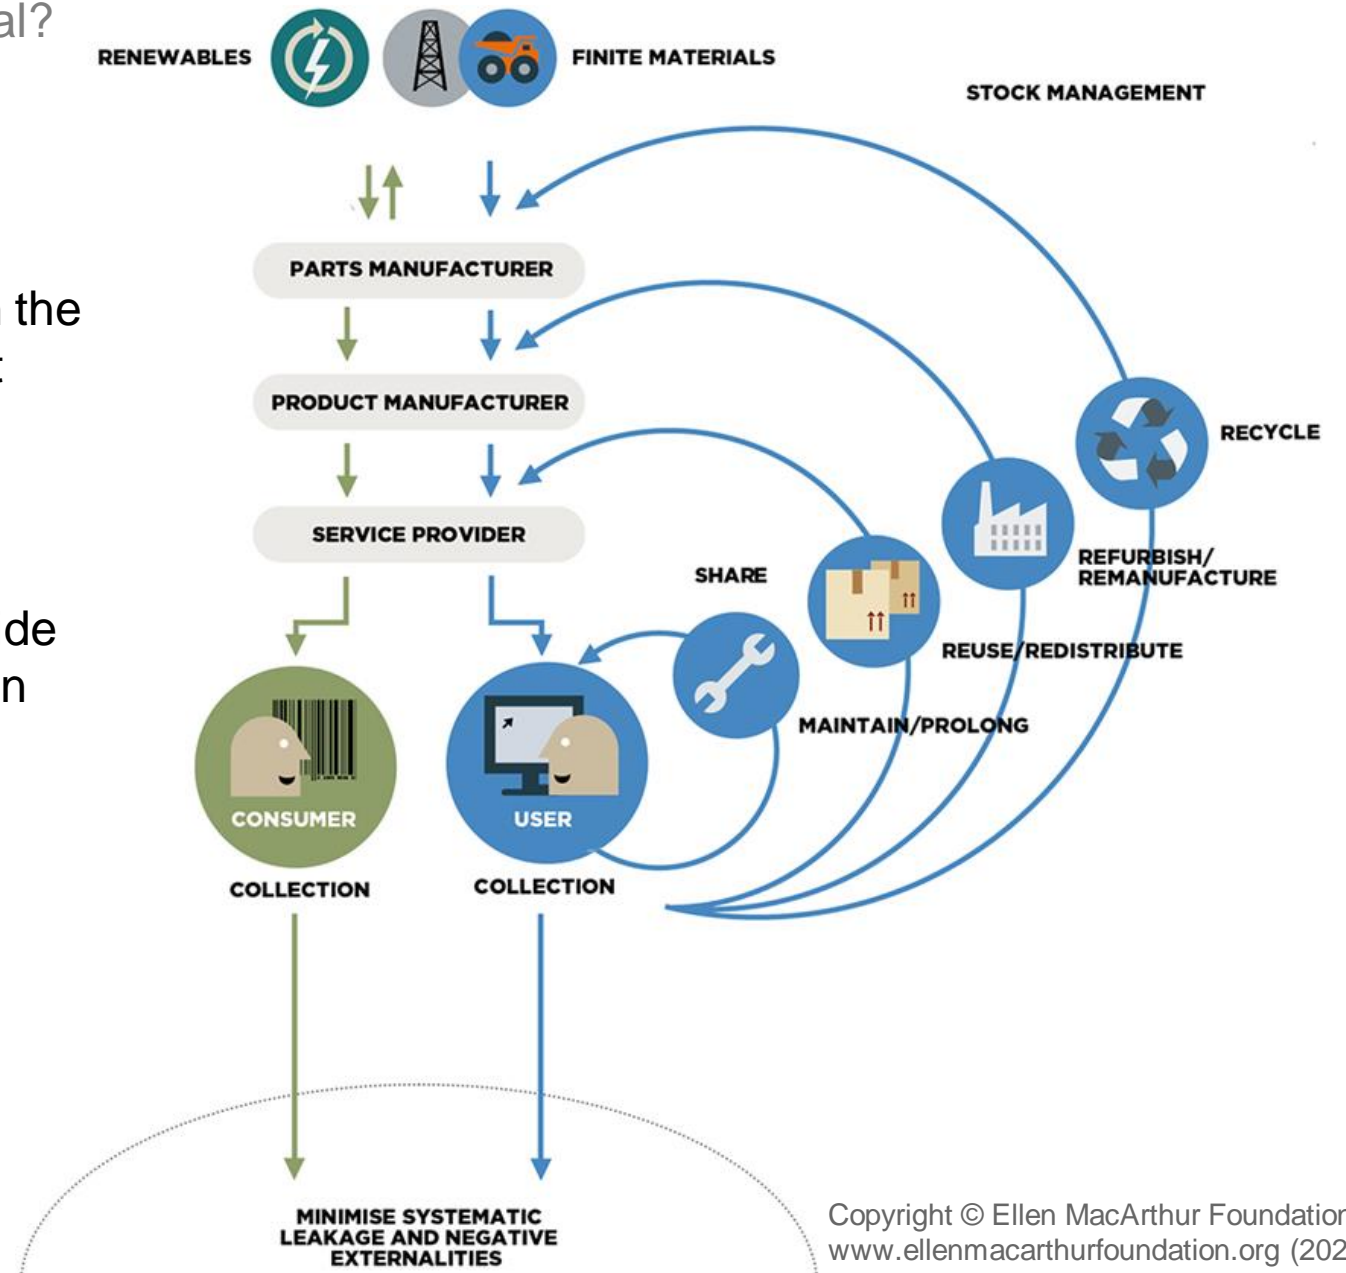 al?
RENEWABLES
FINITE MATERIALS
STOCK MANAGEMENT
PARTS MANUFACTURER
the
PRODUCT MANUFACTURER
RECYCLE
SERVICE PROVIDER
REFURBISH/
REMANUFACTURE
SHARE
de
REUSE/REDISTRIBUTE
n
MAINTAIN/PROLONG
CONSUMER
USER
COLLECTION
COLLECTION
MINIMISE SYSTEMATIC
LEAKAGE AND NEGATIVE
EXTERNALITIES
Copyright © Ellen MacArthur Foundation
www.ellenmacarthurfoundation.org (202